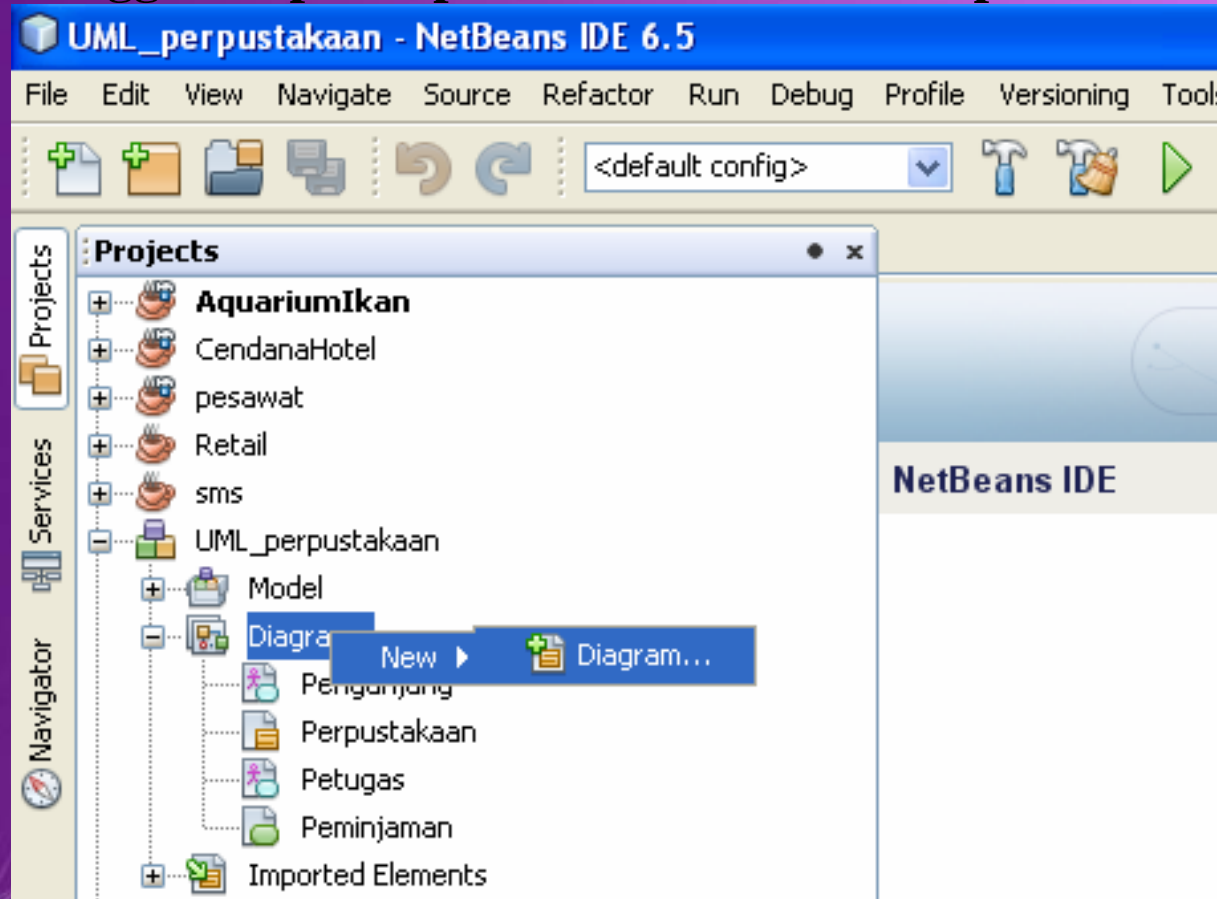 UML_perpustakaan - NetBeans IDE 6.5
File Edit View Navigate Source Refactor Run Debug Profile Versioning Tools
<default config>
Projects
Services
Navigator
Projects
AquariumIkan
CendanaHotel
pesawat
Retail
sms
UML_perpustakaan
Model
New Diagram...
Perpustakaan
Petugas
Peminjaman
Imported Elements
NetBeans IDE